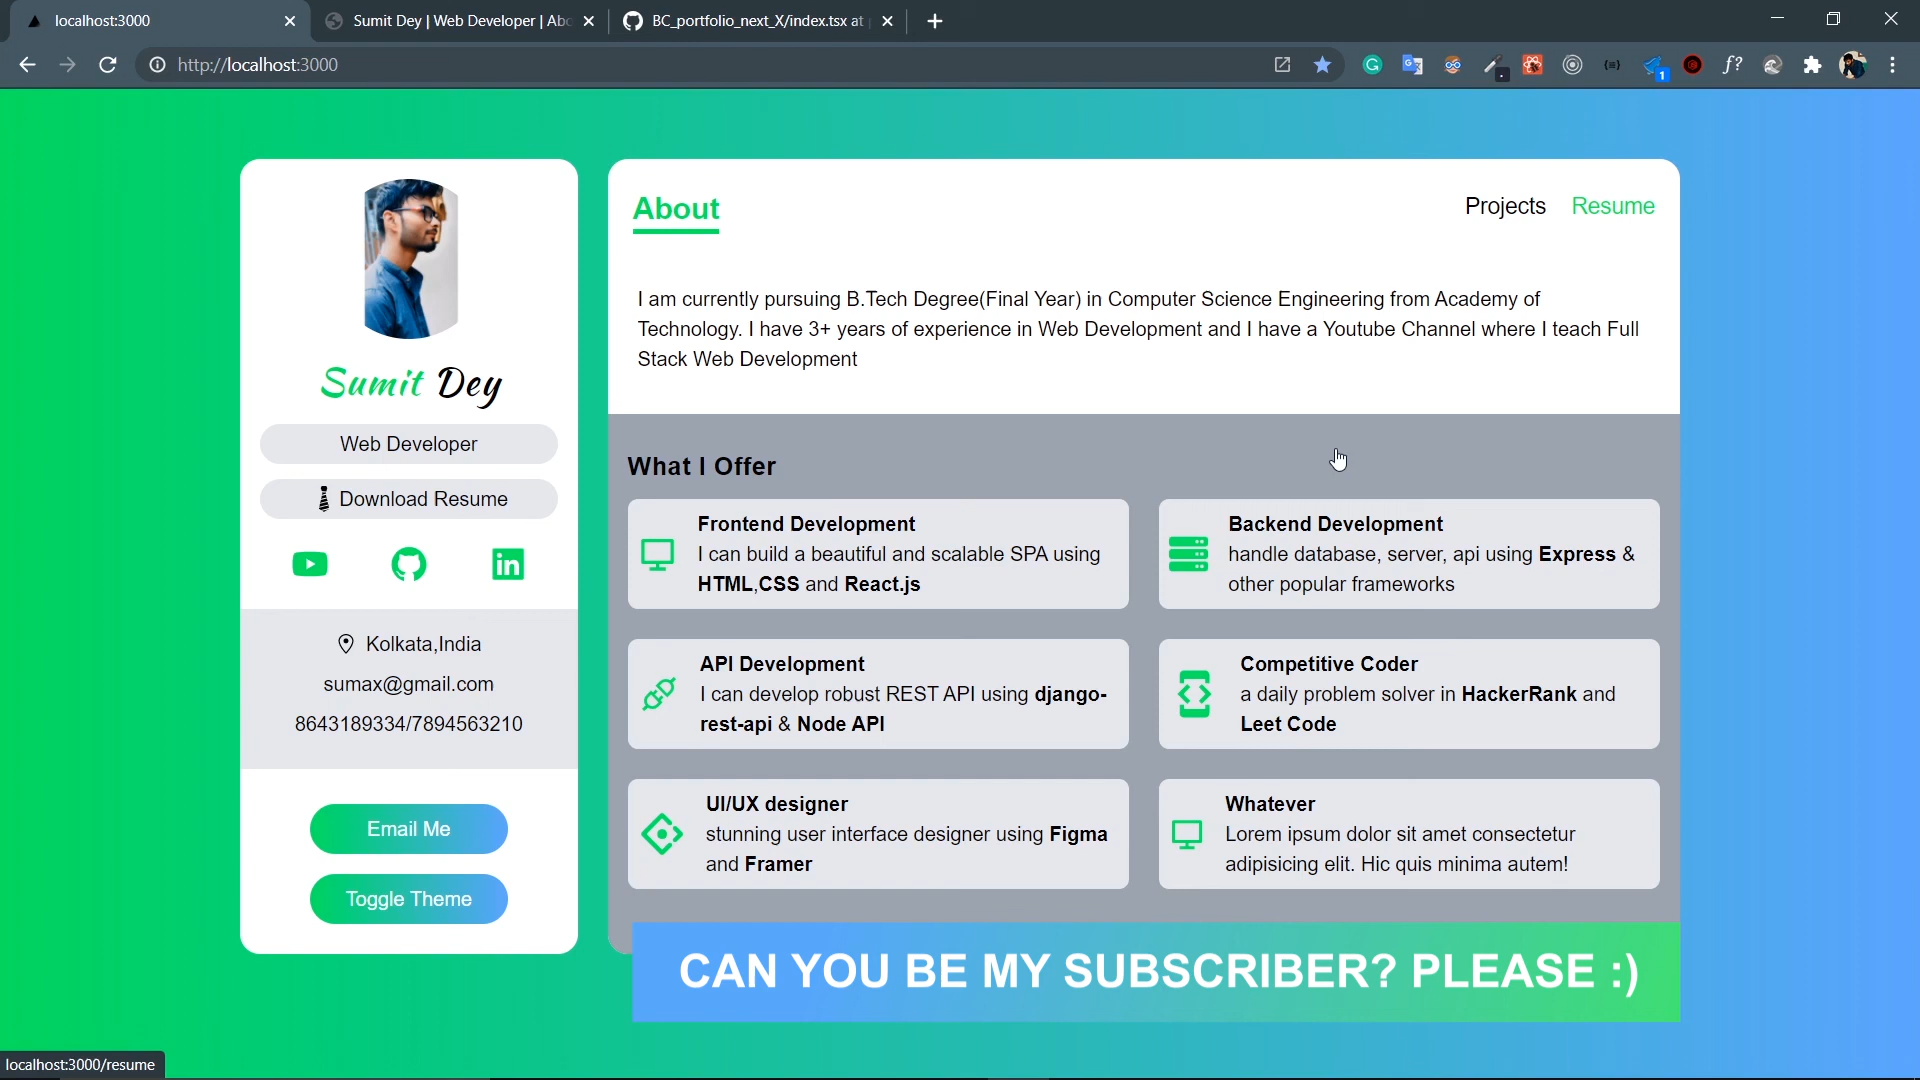 localhost:3000
Sumit Dey | Web Developer | Abo
BC_portfolio_next_X/index.tsx at
http://localhost:3000
1
f?
Sumit Dey
Web Developer
Download Resume
Kolkata,India
sumax@gmail.com
8643189334/7894563210
Email Me
Toggle Theme
About
Projects
Resume
I am currently pursuing B.Tech Degree(Final Year) in Computer Science Engineering from Academy of
Technology. I have 3+ years of experience in Web Development and I have a Youtube Channel where I teach Full
Stack Web Development
What I Offer
Frontend Development
I can build a beautiful and scalable SPA using
HTML,CSS and React.js
Backend Development
handle database, server, api using Express &
other popular frameworks
API Development
I can develop robust REST API using django-
rest-api & Node API
Competitive Coder
a daily problem solver in HackerRank and
Leet Code
UI/UX designer
stunning user interface designer using Figma
and Framer
Whatever
Lorem ipsum dolor sit amet consectetur
adipisicing elit. Hic quis minima autem!
CAN YOU BE MY SUBSCRIBER? PLEASE :)
localhost:3000/resume